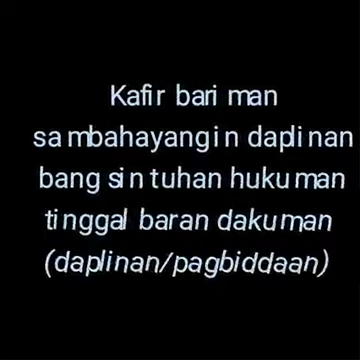 Kafir bari man
sambahayangin daplinan
bang sin tuhan hukuman
tinggal baran dakuman
(daplinan/pagbiddaan)